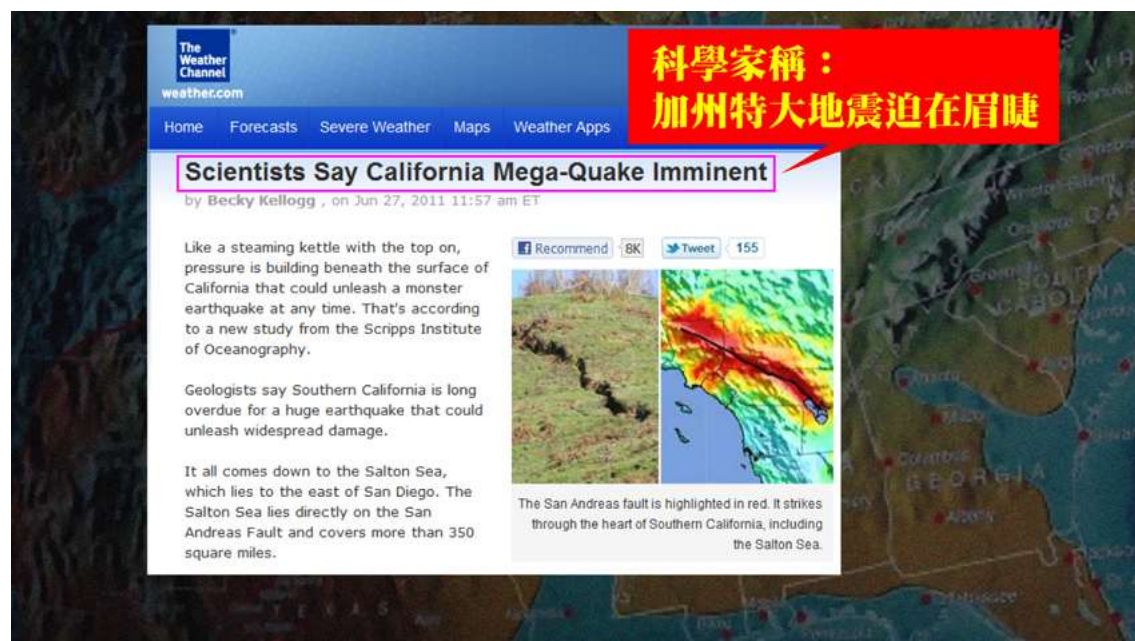 The
Weather
Channel
weather.com
科學家稱：
加州特大地震迫在眉睫
Home Forecasts Severe Weather Maps Weather Apps
Scientists Say California Mega-Quake Imminent
by Becky Kellogg , on Jun 27, 2011 11:57 am ET
Like a steaming kettle with the top on,
pressure is building beneath the surface of
California that could unleash a monster
earthquake at any time. That's according
to a new study from the Scripps Institute
of Oceanography.
Geologists say Southern California is long
overdue for a huge earthquake that could
unleash widespread damage.
It all comes down to the Salton Sea,
which lies to the east of San Diego. The
Salton Sea lies directly on the San
Andreas Fault and covers more than 350
square miles.
Recommend 8K Tweet 155
The San Andreas fault is highlighted in red. It strikes
through the heart of Southern California, including
the Salton Sea.
SOUTH
CAROLINA
GEORGIA
TEXAS